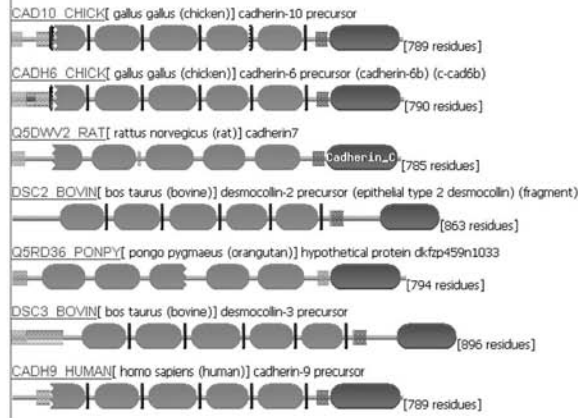 CAD10_CHICK[ gallus gallus (chicken)] cadherin-10 precursor
[789 residues]
CADH6_CHICK[ gallus gallus (chicken)] cadherin-6 precursor (cadherin-6b) (c-cad6b)
[790 residues]
Q5DWV2_RAT[ rattus norvegicus (rat)] cadherin7
Cadherin_C
[785 residues]
DSC2_BOVIN[ bos taurus (bovine)] desmocollin-2 precursor (epithelial type 2 desmocollin) (fragment)
[863 residues]
Q5RD36_PONPY[ pongo pygmaeus (orangutan)] hypothetical protein dkfzp459n1033
[794 residues]
DSC3_BOVIN[ bos taurus (bovine)] desmocollin-3 precursor
[896 residues]
CADH9_HUMAN[ homo sapiens (human)] cadherin-9 precursor
[789 residues]